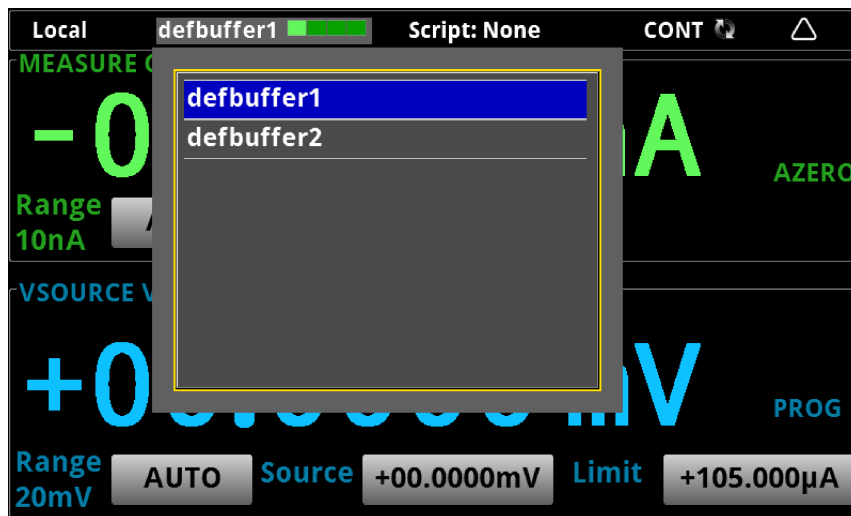 Local defbuffer1 Script: None CONT
MEASURE
defbuffer1
defbuffer2
-0 A
AZERO
Range
10nA
VSOURCE V
+0 mV
PROG
Range
20mV
AUTO Source +00.0000mV Limit +105.000µA